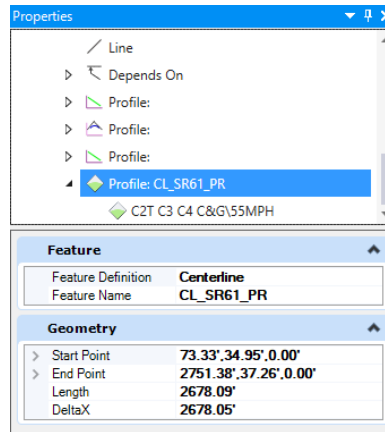 Properties
Line
Depends On
Profile:
Profile:
Profile:
Profile: CL_SR61_PR
C2T C3 C4 C&G\55MPH
Feature
Feature Definition Centerline
Feature Name CL_SR61_PR
Geometry
Start Point 73.33',34.95',0.00'
End Point 2751.38',37.26',0.00'
Length 2678.09'
DeltaX 2678.05'